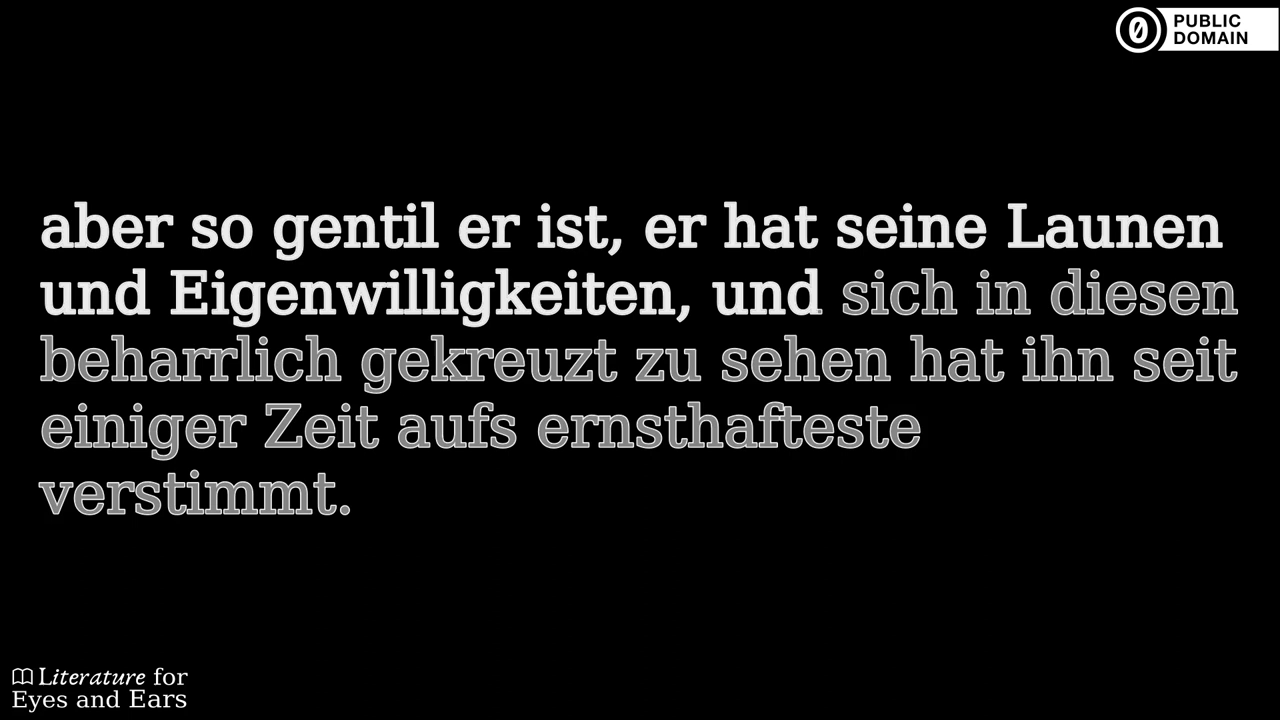 PUBLIC
DOMAIN
aber so gentil er ist, er hat seine Launen
und Eigenwilligkeiten, und sich in diesen
beharrlich gekreuzt zu sehen hat ihn seit
einiger Zeit aufs ernsthafteste
verstimmt.
Literature for
Eyes and Ears